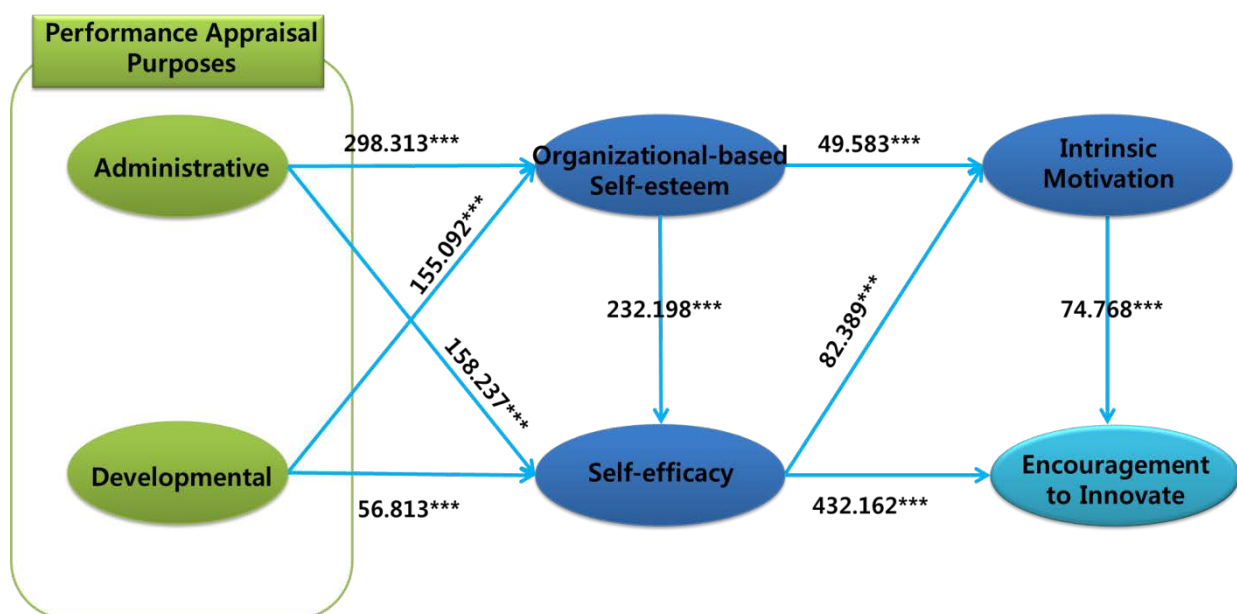 Performance Appraisal
Purposes
Administrative
298.313***
Organizational-based
Self-esteem
49.583***
Intrinsic
Motivation
155.092***
158.237***
232.198***
82.389***
74.768***
Developmental
56.813***
Self-efficacy
432.162***
Encouragement
to Innovate